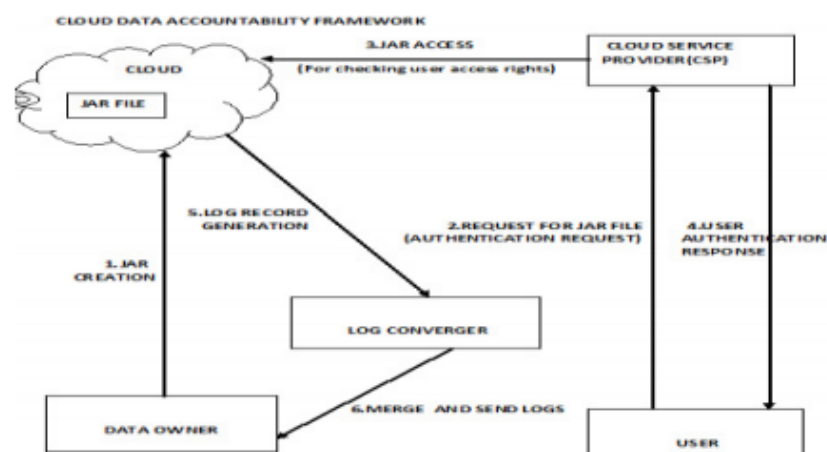 CLOUD DATA ACCOUNTABILITY FRAMEWORK
3.JAR ACCESS
(For checking user access rights)
CLOUD SERVICE
PROVIDER(CSP)
CLOUD
JAR FILE
5.LOG RECORD
GENERATION
2.REQUEST FOR JAR FILE
(AUTHENTICATION REQUEST)
4.USER
AUTHENTICATION
RESPONSE
1.JAR
CREATION
LOG CONVERGER
6.MERGE AND SEND LOGS
DATA OWNER
USER